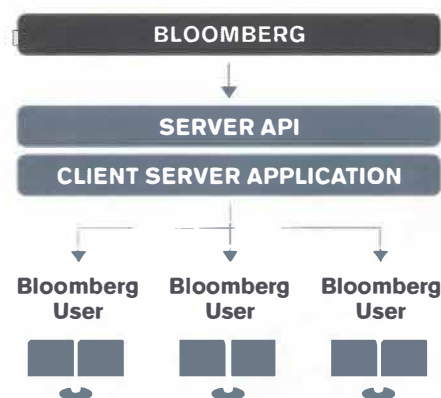 BLOOMBERG
SERVER API
CLIENT SERVER APPLICATION
Bloomberg User
Bloomberg User
Bloomberg User